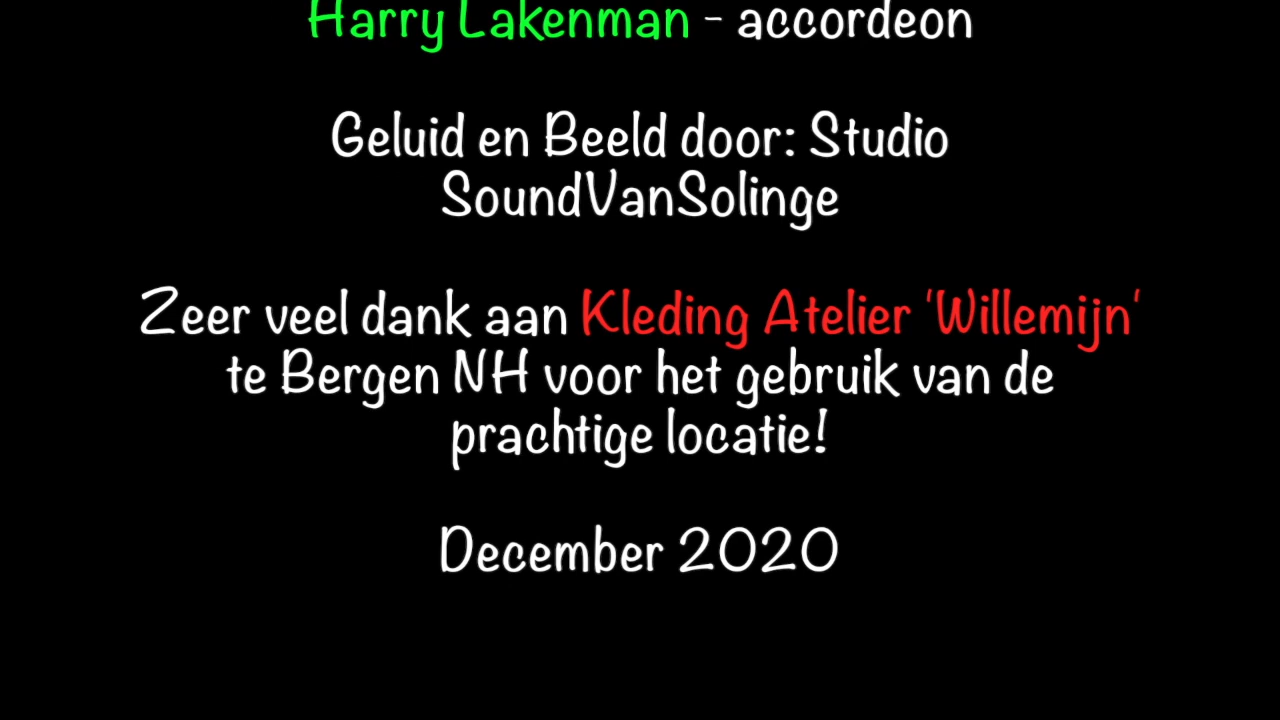 Harry Lakenman - accordeon
Geluid en Beeld door: Studio
SoundVanSolinge
Zeer veel dank aan Kleding Atelier 'Willemijn'
te Bergen NH voor het gebruik van de
prachtige locatie!
December 2020